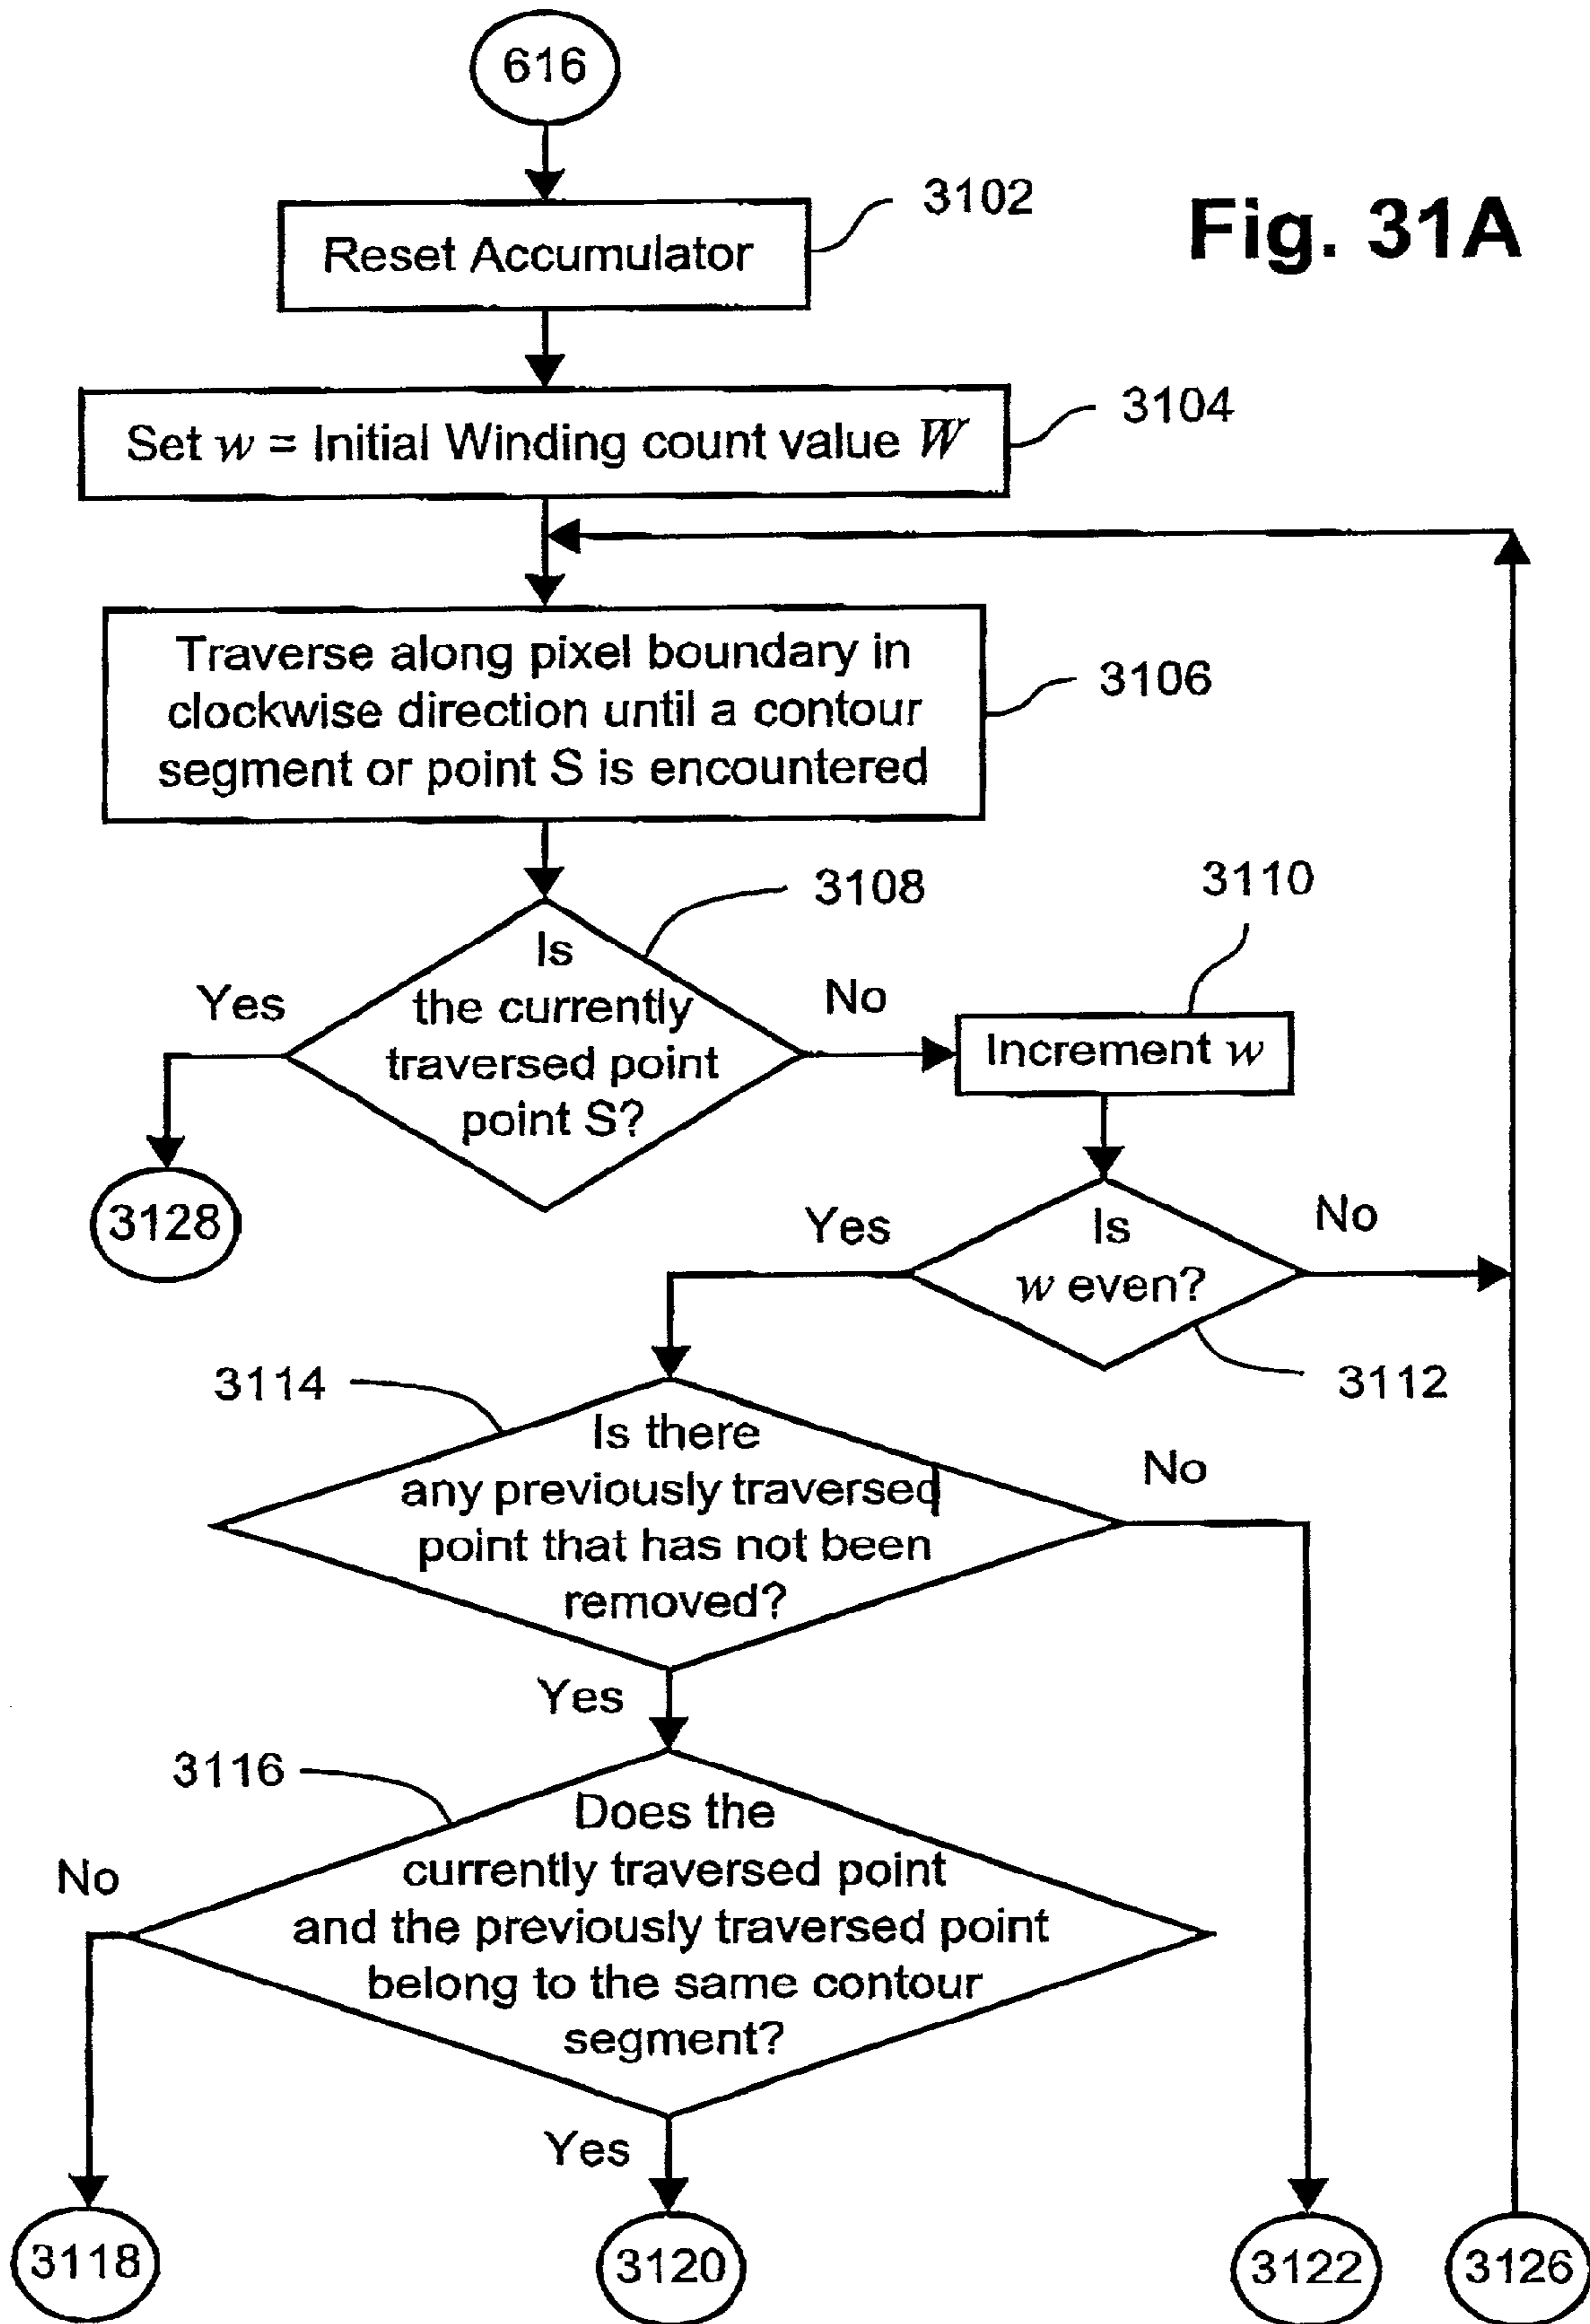 616
3102
Fig. 31A
Reset Accumulator
3104
Set w = Initial Winding count value W
Traverse along pixel boundary in
clockwise direction until a contour
segment or point S is encountered
3106
3108
3110
Is
the currently
traversed point
point S?
Yes
No
Increment w
3128
Yes
Is
w even?
No
3112
3114
Is there
any previously traversed
point that has not been
removed?
No
Yes
3116
Does the
currently traversed point
and the previously traversed point
belong to the same contour
segment?
No
Yes
3118
3120
3122
3126